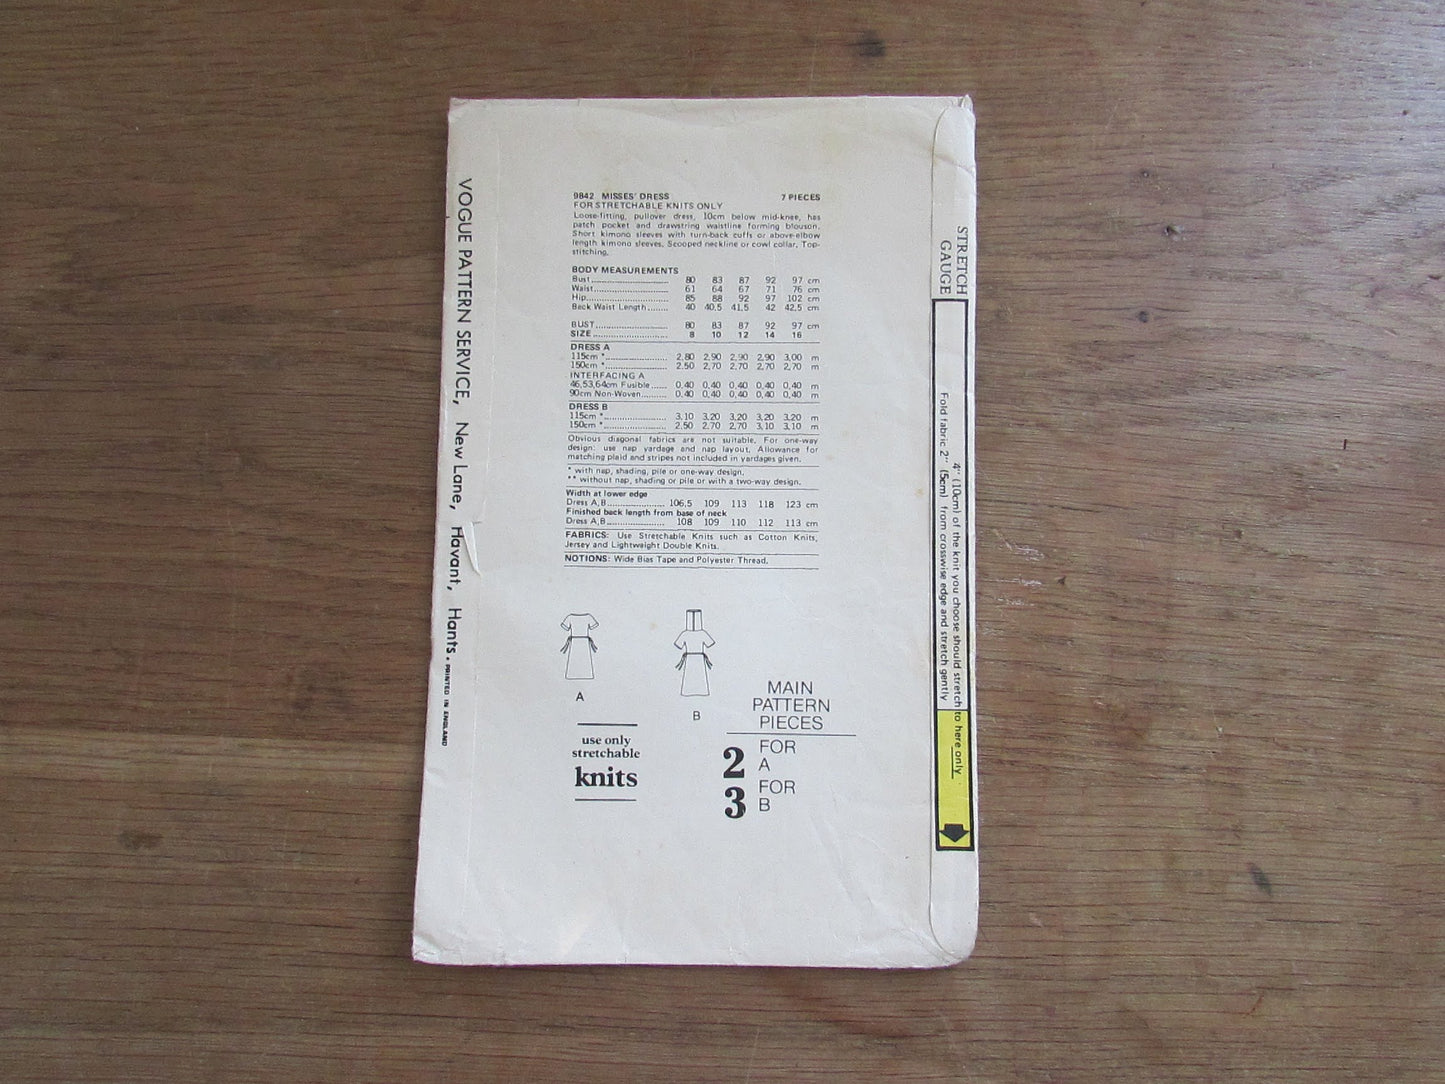 9842 MISSES' DRESS 7 PIECES
FOR STRETCHABLE KNITS ONLY
Loose-fitting, pullover dress, 10cm below mid-knee, has
patch pocket and drawstring waistline forming blouson.
Short kimono sleeves with turn-back cuffs or above-elbow
length kimono sleeves. Scooped neckline or cowl collar. Top-
stitching.
BODY MEASUREMENTS
Bust 80 83 87 92 97 cm
Waist 61 64 67 71 76 cm
Hip 85 88 92 97 102 cm
Back Waist Length 40 40.5 41.5 42 42.5 cm
BUST 80 83 87 92 97 cm
SIZE 8 10 12 14 16
DRESS A
115cm * 2.80 2.90 2.90 2.90 3.00 m
150cm * 2.50 2.70 2.70 2.70 2.70 m
INTERFACING A
46,53,64cm Fusible 0.40 0.40 0.40 0.40 0.40 m
90cm Non-Woven 0.40 0.40 0.40 0.40 0.40 m
DRESS B
115cm * 3.10 3.20 3.20 3.20 3.20 m
150cm * 2.50 2.70 2.70 3.10 3.10 m
Obvious diagonal fabrics are not suitable. For one-way
design: use nap yardage and nap layout. Allowance for
matching plaid and stripes not included in yardages given.
* with nap, shading, pile or one-way design.
** without nap, shading or pile or with a two-way design.
Width at lower edge
Dress A,B 106.5 109 113 118 123 cm
Finished back length from base of neck
Dress A,B 108 109 110 112 113 cm
FABRICS: Use Stretchable Knits such as Cotton Knits,
Jersey and Lightweight Double Knits.
NOTIONS: Wide Bias Tape and Polyester Thread.
A
B
use only
stretchable
knits
MAIN
PATTERN
PIECES
2 FOR A
3 FOR B
VOGUE PATTERN SERVICE, New Lane, Havant, Hants. PRINTED IN ENGLAND
STRETCH
GAUGE
4" (10cm) of the knit you choose should stretch to here only
Fold fabric 2" (5cm) from crosswise edge and stretch gently